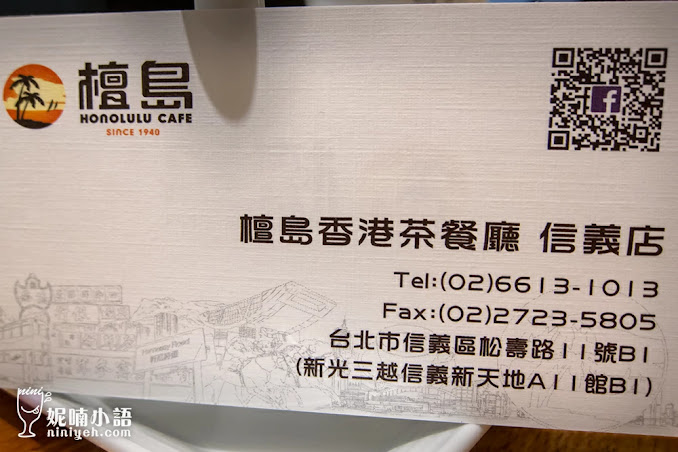 檀島
HONOLULU CAFE
SINCE 1940
檀島香港茶餐廳 信義店
Tel:(02)6613-1013
Fax:(02)2723-5805
台北市信義區松壽路11號B1
(新光三越信義新天地A11館B1)
nini
妮喃小語
niniyeh.com